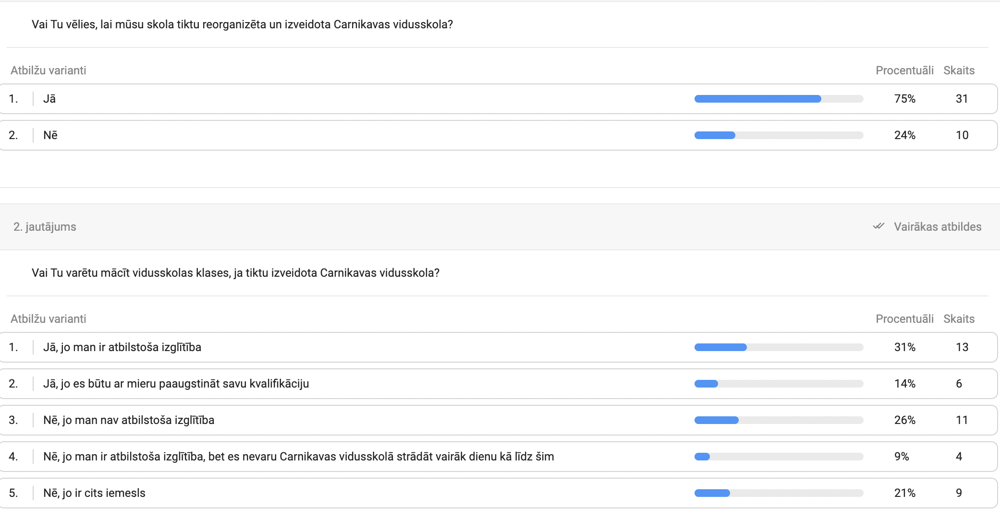 Vai Tu vēlies, lai mūsu skola tiktu reorganizēta un izveidota Carnikavas vidusskola?
Atbilžu varianti Procentuāli Skaits
1. Jā 75% 31
2. Nē 24% 10
2. jautājums Vairākas atbildes
Vai Tu varētu mācīt vidusskolas klases, ja tiktu izveidota Carnikavas vidusskola?
Atbilžu varianti Procentuāli Skaits
1. Jā, jo man ir atbilstoša izglītība 31% 13
2. Jā, jo es būtu ar mieru paaugstināt savu kvalifikāciju 14% 6
3. Nē, jo man nav atbilstoša izglītība 26% 11
4. Nē, jo man ir atbilstoša izglītība, bet es nevaru Carnikavas vidusskolā strādāt vairāk dienu kā līdz šim 9% 4
5. Nē, jo ir cits iemesls 21% 9